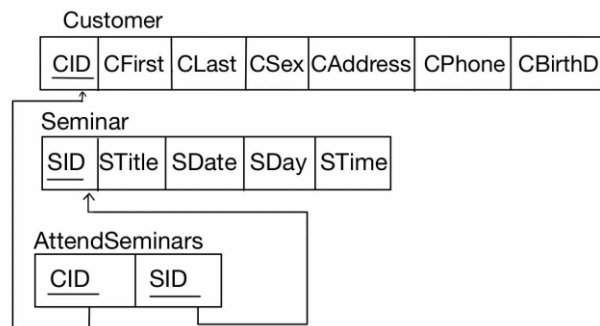 Customer
CID CFirst CLast CSex CAddress CPhone CBirthD
Seminar
SID STitle SDate SDay STime
AttendSeminars
CID SID